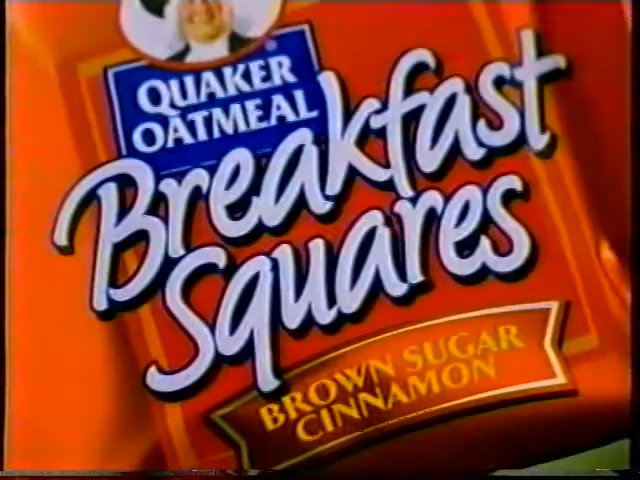 QUAKER
OATMEAL
Breakfast
Squares
BROWN SUGAR
CINNAMON